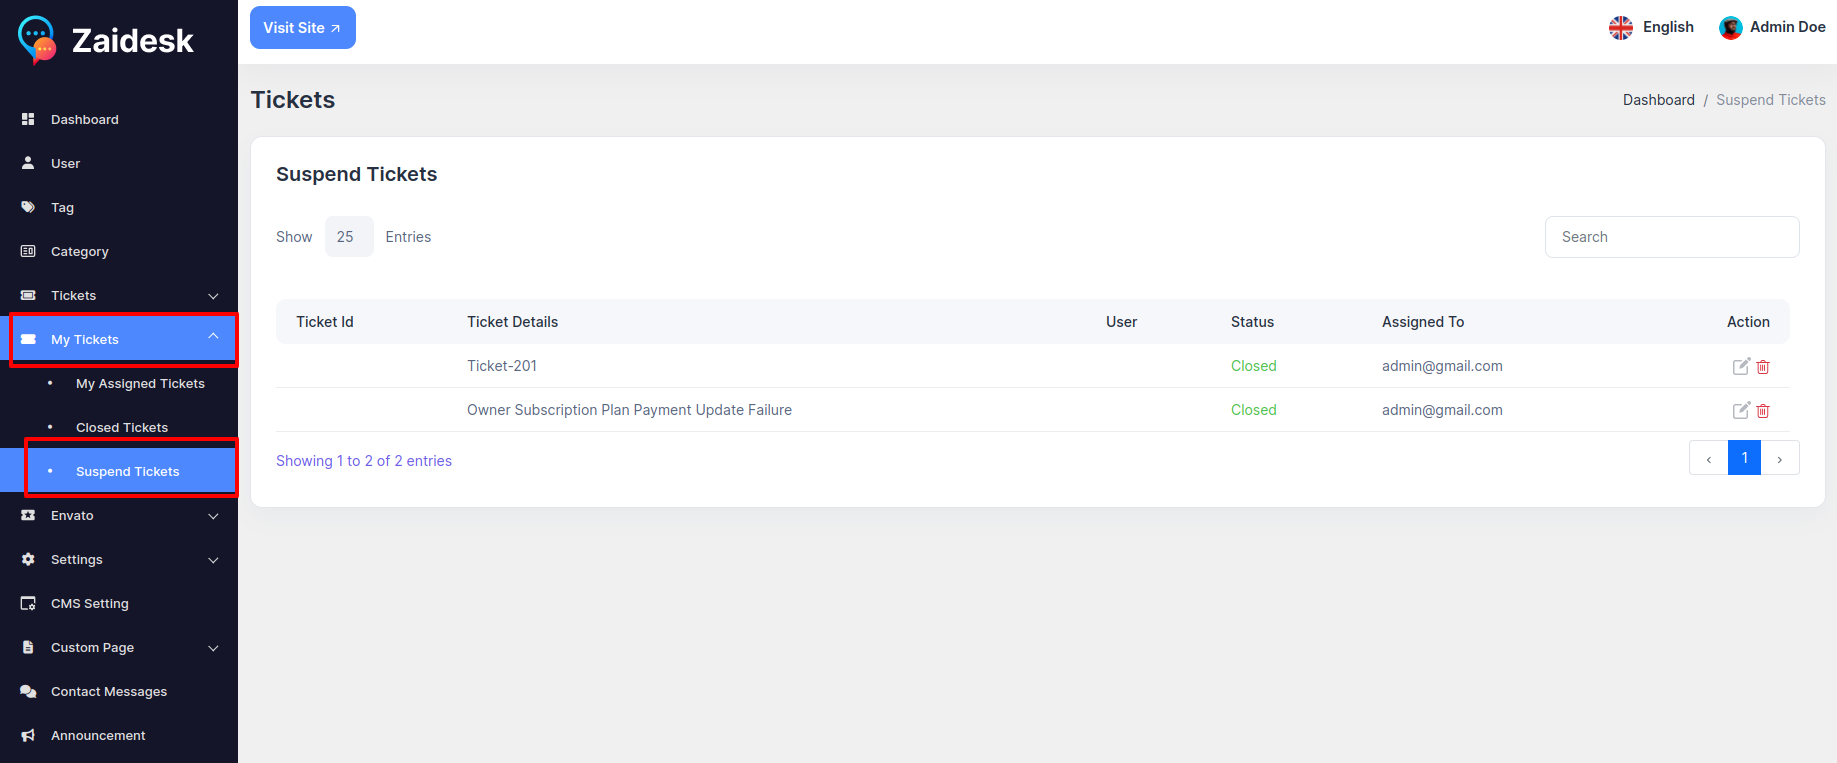 Zaidesk
Visit Site
English
Admin Doe
Dashboard
User
Tag
Category
Tickets
My Tickets
My Assigned Tickets
Closed Tickets
Suspend Tickets
Envato
Settings
CMS Setting
Custom Page
Contact Messages
Announcement
Tickets
Dashboard / Suspend Tickets
Suspend Tickets
Show 25 Entries
Search
Ticket Id Ticket Details User Status Assigned To Action
Ticket-201 Closed admin@gmail.com
Owner Subscription Plan Payment Update Failure Closed admin@gmail.com
Showing 1 to 2 of 2 entries
‹ 1 ›